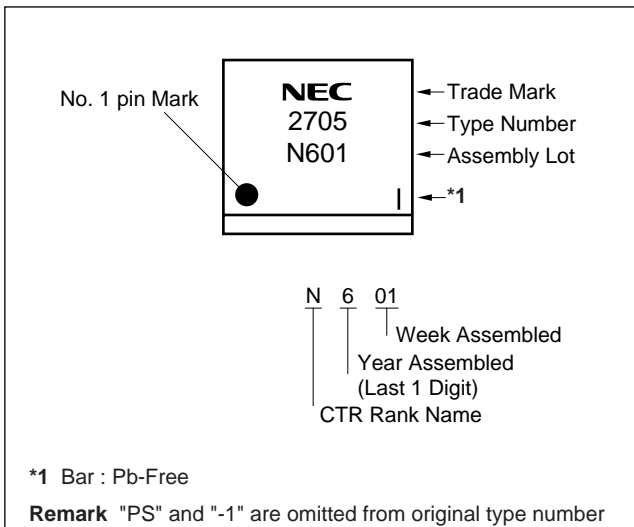 No. 1 pin Mark
NEC
2705
N601
Trade Mark
Type Number
Assembly Lot
*1
N 6 01
Week Assembled
Year Assembled
(Last 1 Digit)
CTR Rank Name
*1 Bar : Pb-Free
Remark "PS" and "-1" are omitted from original type number